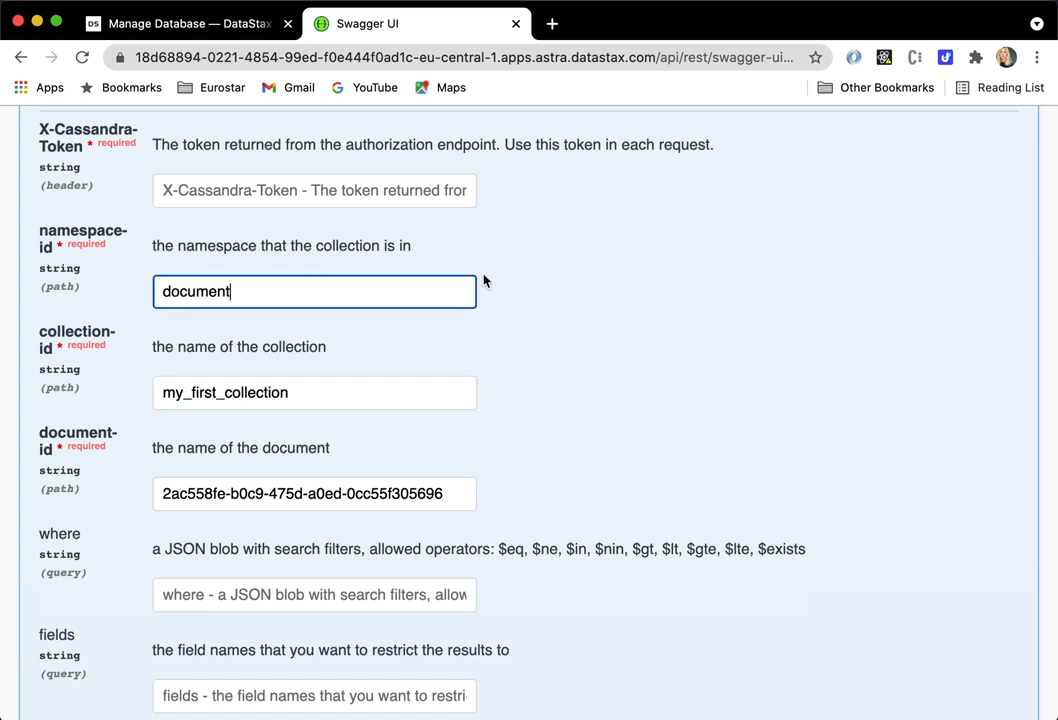 DS Manage Database — DataStax
Swagger UI
18d68894-0221-4854-99ed-f0e444f0ad1c-eu-central-1.apps.astra.datastax.com/api/rest/swagger-ui...
Apps
Bookmarks
Eurostar
Gmail
YouTube
Maps
Other Bookmarks
Reading List
X-Cassandra-
Token * required
string
(header)
The token returned from the authorization endpoint. Use this token in each request.
X-Cassandra-Token - The token returned fror
namespace-
id * required
string
(path)
the namespace that the collection is in
document
collection-
id * required
string
(path)
the name of the collection
my_first_collection
document-
id * required
string
(path)
the name of the document
2ac558fe-b0c9-475d-a0ed-0cc55f305696
where
string
(query)
a JSON blob with search filters, allowed operators: $eq, $ne, $in, $nin, $gt, $lt, $gte, $lte, $exists
where - a JSON blob with search filters, allow
fields
string
(query)
the field names that you want to restrict the results to
fields - the field names that you want to restri